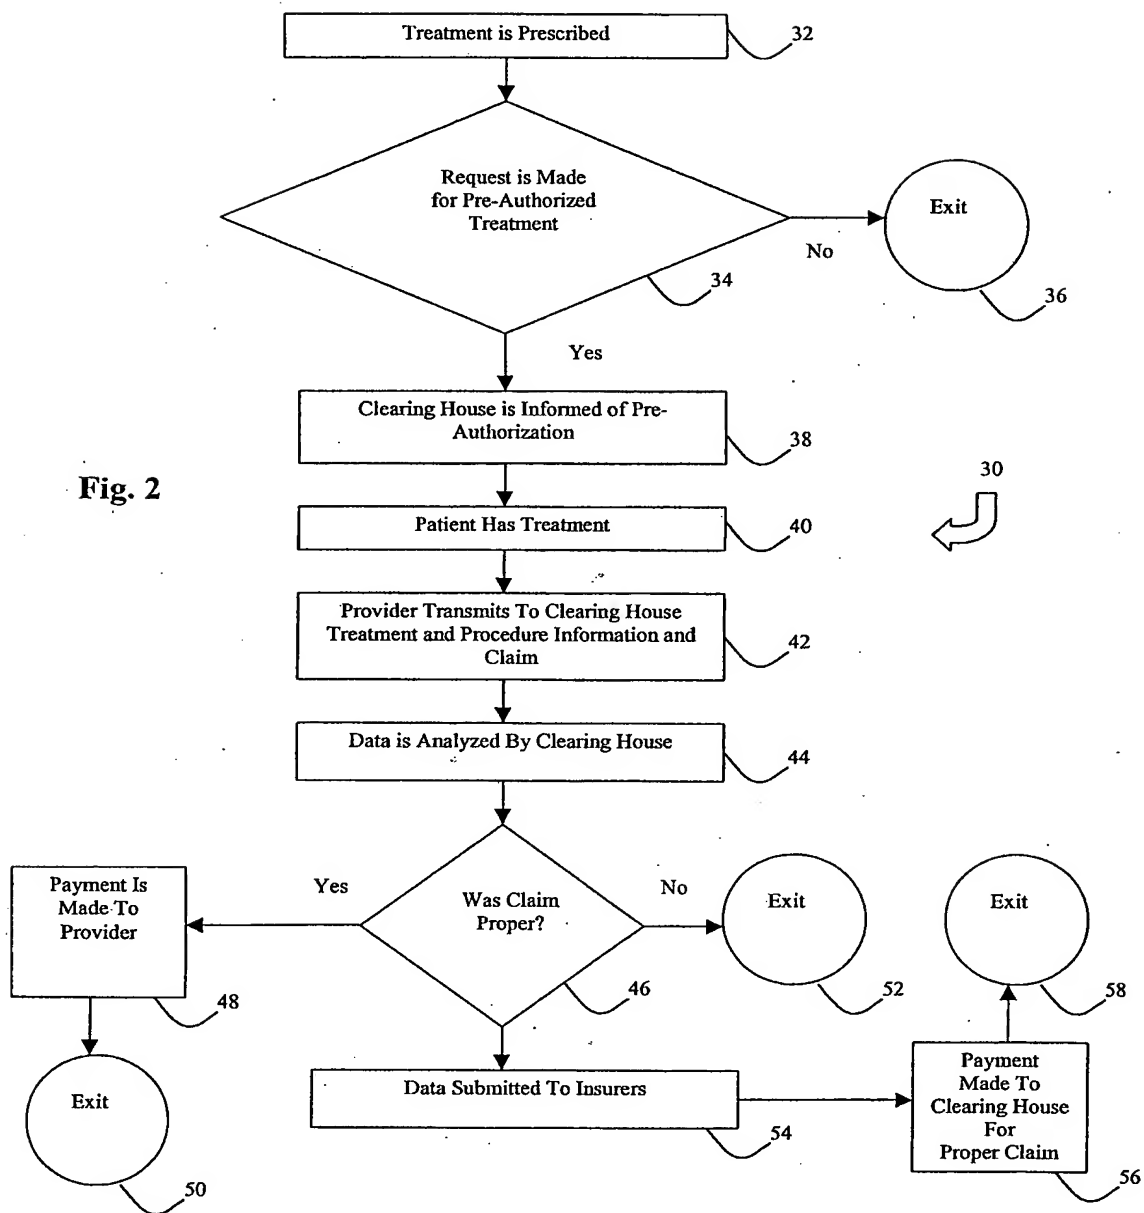 Treatment is Prescribed
32
Request is Made
for Pre-Authorized
Treatment
Exit
No
34
36
Yes
Clearing House is Informed of Pre-
Authorization
38
Fig. 2
30
Patient Has Treatment
40
Provider Transmits To Clearing House
Treatment and Procedure Information and
Claim
42
Data is Analyzed By Clearing House
44
Payment Is
Made To
Provider
Yes
Was Claim
Proper?
No
Exit
Exit
48
46
52
58
Exit
Data Submitted To Insurers
Payment
Made To
Clearing House
For
Proper Claim
54
50
56